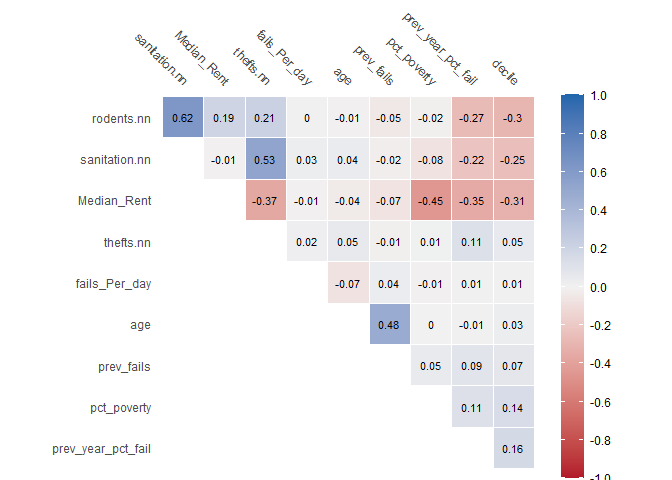 sanitation.nn Median_Rent thefts.nn fails_Per_day age prev_fails pct_poverty prev_year_pct_fail decile
rodents.nn 0.62 0.19 0.21 0 -0.01 -0.05 -0.02 -0.27 -0.3
sanitation.nn -0.01 0.53 0.03 0.04 -0.02 -0.08 -0.22 -0.25
Median_Rent -0.37 -0.01 -0.04 -0.07 -0.45 -0.35 -0.31
thefts.nn 0.02 0.05 -0.01 0.01 0.11 0.05
fails_Per_day -0.07 0.04 -0.01 0.01 0.01
age 0.48 0 -0.01 0.03
prev_fails 0.05 0.09 0.07
pct_poverty 0.11 0.14
prev_year_pct_fail 0.16
1.0
0.8
0.6
0.4
0.2
0.0
-0.2
-0.4
-0.6
-0.8
-1.0